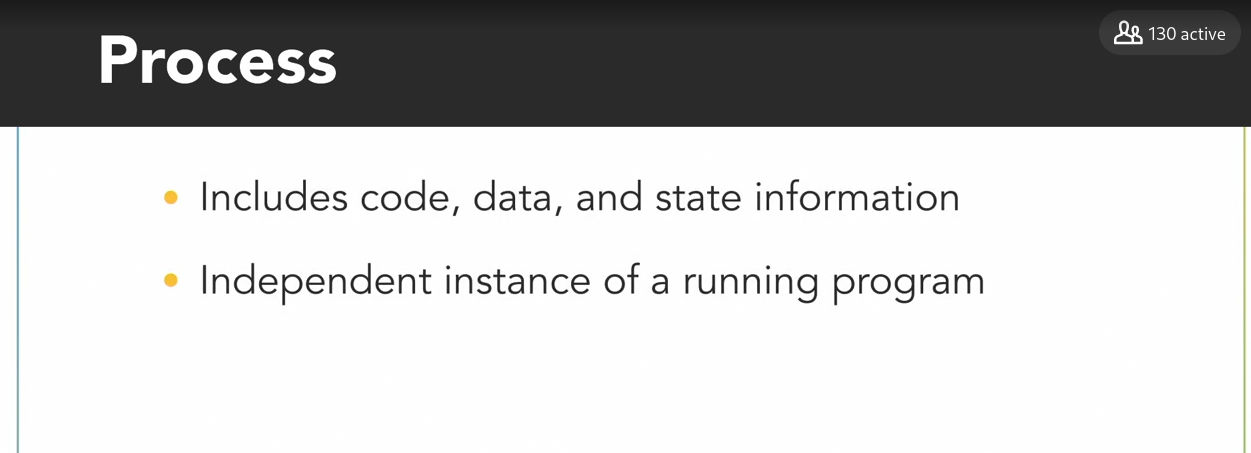 Process
130 active
Includes code, data, and state information
Independent instance of a running program